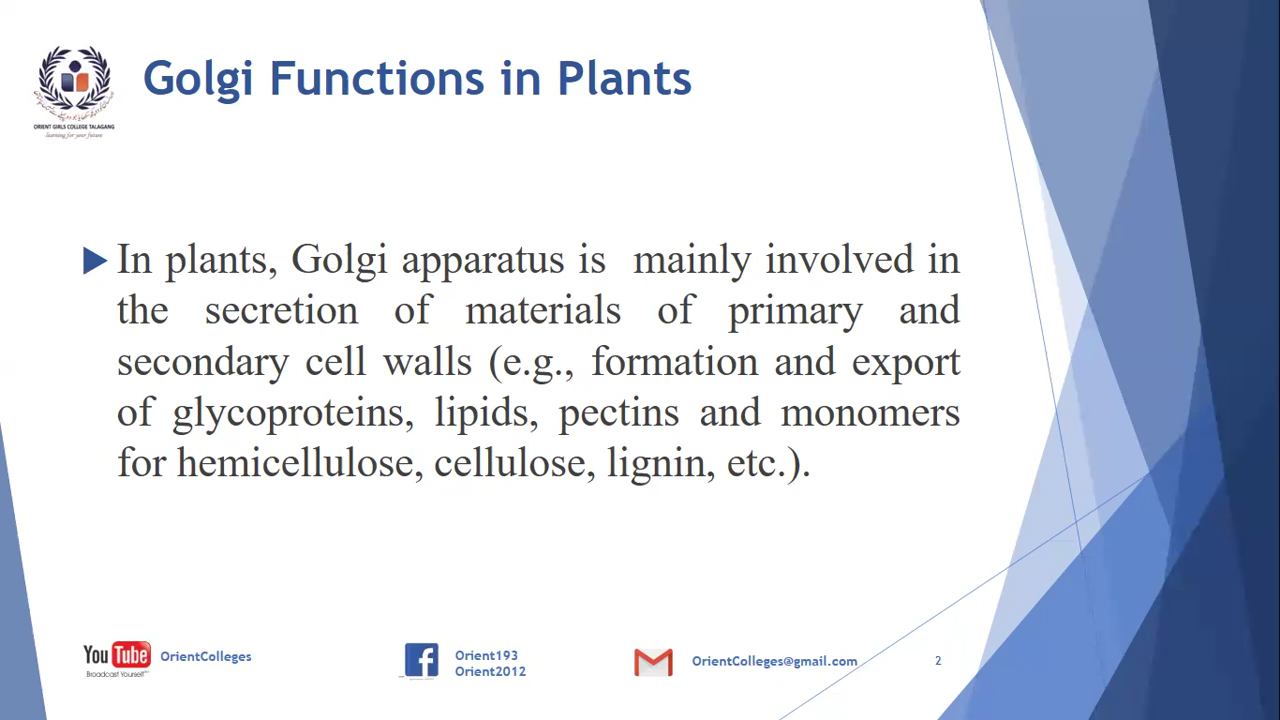 Golgi Functions in Plants
ORIENT GIRLS COLLEGE TALAGANG
learning for your future
In plants, Golgi apparatus is mainly involved in
the secretion of materials of primary and
secondary cell walls (e.g., formation and export
of glycoproteins, lipids, pectins and monomers
for hemicellulose, cellulose, lignin, etc.).
YouTube
Broadcast Yourself
OrientColleges
f
Orient193
Orient2012
OrientColleges@gmail.com
2